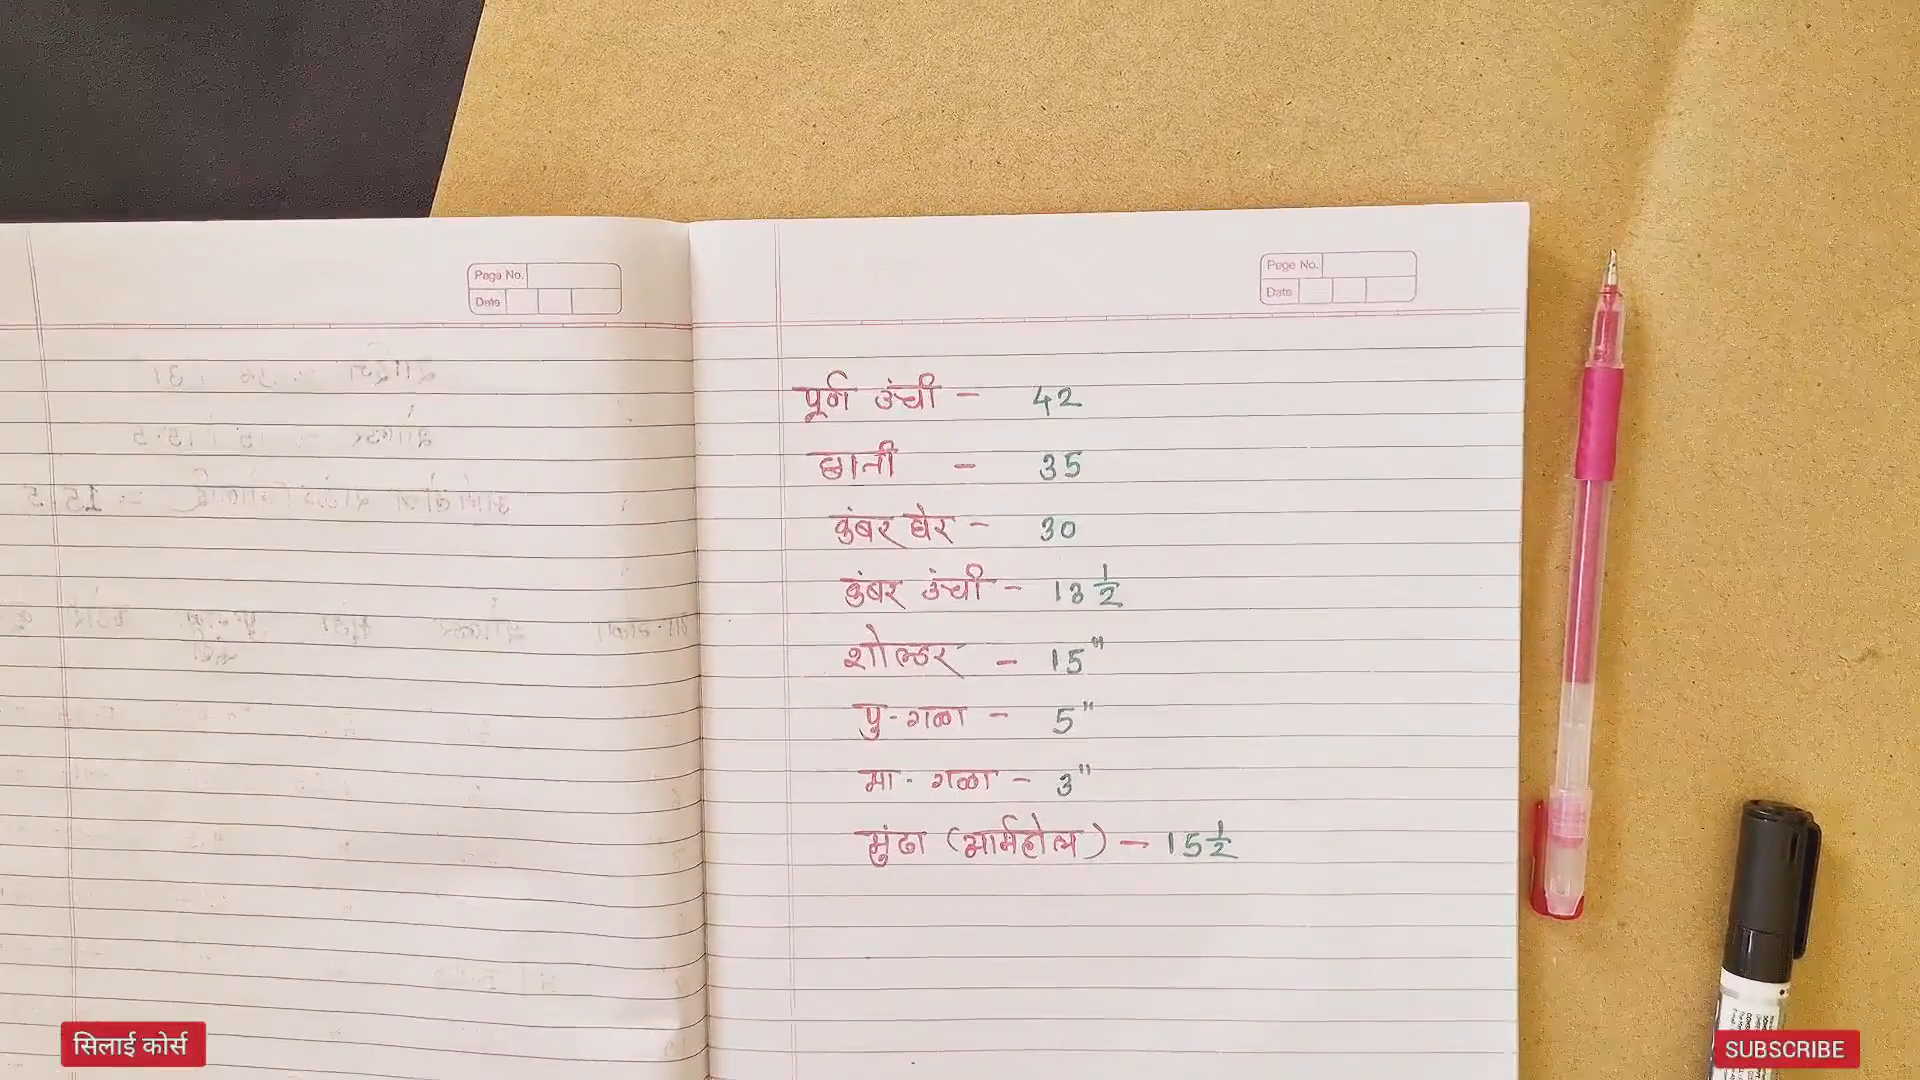 Page No.
Date
Page No.
Date
पूर्ण उंची - 42
छाती - 35
कंबर घेर - 30
कंबर उंची - 13 1/2
शोल्डर - 15"
पु - गळा - 5"
मा - गळा - 3"
मुंढा (आर्महोल) - 15 1/2
सिलाई कोर्स
SUBSCRIBE